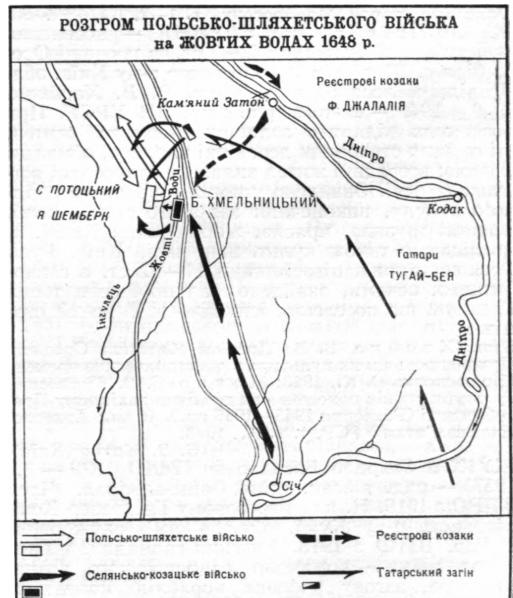 РОЗГРОМ ПОЛЬСЬКО-ШЛЯХЕТСЬКОГО ВІЙСЬКА
на ЖОВТИХ ВОДАХ 1648 р.
Реєстрові козаки
Ф. ДЖАЛАЛІЯ
Кам'яний Затон
Дніпро
С ПОТОЦЬКИЙ
Я ШЕМБЕРК
Б. ХМЕЛЬНИЦЬКИЙ
Жовті Води
Кодак
Татари
ТУГАЙ-БЕЯ
Інгулець
Дніпро
Січ
Польсько-шляхетське військо
Реєстрові козаки
Селянсько-козацьке військо
Татарський загін